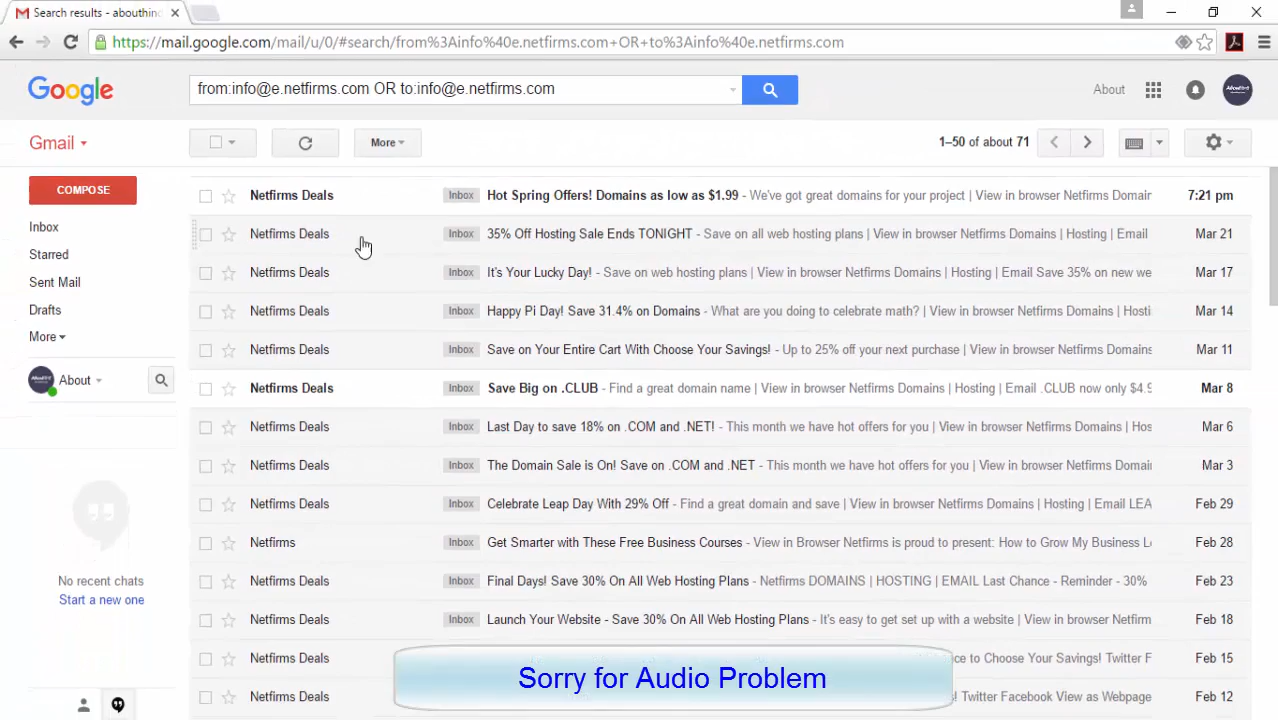 Search results - abouthind
https://mail.google.com/mail/u/0/#search/from%3Ainfo%40e.netfirms.com+OR+to%3Ainfo%40e.netfirms.com
Google
from:info@e.netfirms.com OR to:info@e.netfirms.com
About
Gmail
More
1–50 of about 71
COMPOSE
Inbox
Starred
Sent Mail
Drafts
More
About
No recent chats
Start a new one
Netfirms Deals Inbox Hot Spring Offers! Domains as low as $1.99 - We've got great domains for your project | View in browser Netfirms Domain 7:21 pm
Netfirms Deals Inbox 35% Off Hosting Sale Ends TONIGHT - Save on all web hosting plans | View in browser Netfirms Domains | Hosting | Email Mar 21
Netfirms Deals Inbox It's Your Lucky Day! - Save on web hosting plans | View in browser Netfirms Domains | Hosting | Email Save 35% on new we Mar 17
Netfirms Deals Inbox Happy Pi Day! Save 31.4% on Domains - What are you doing to celebrate math? | View in browser Netfirms Domains | Hosti Mar 14
Netfirms Deals Inbox Save on Your Entire Cart With Choose Your Savings! - Up to 25% off your next purchase | View in browser Netfirms Domains Mar 11
Netfirms Deals Inbox Save Big on .CLUB - Find a great domain name | View in browser Netfirms Domains | Hosting | Email .CLUB now only $4.9 Mar 8
Netfirms Deals Inbox Last Day to save 18% on .COM and .NET! - This month we have hot offers for you | View in browser Netfirms Domains | Hos Mar 6
Netfirms Deals Inbox The Domain Sale is On! Save on .COM and .NET - This month we have hot offers for you | View in browser Netfirms Domai Mar 3
Netfirms Deals Inbox Celebrate Leap Day With 29% Off - Find a great domain and save | View in browser Netfirms Domains | Hosting | Email LEA Feb 29
Netfirms Inbox Get Smarter with These Free Business Courses - View in Browser Netfirms is proud to present: How to Grow My Business L Feb 28
Netfirms Deals Inbox Final Days! Save 30% On All Web Hosting Plans - Netfirms DOMAINS | HOSTING | EMAIL Last Chance - Reminder - 30% Feb 23
Netfirms Deals Inbox Launch Your Website - Save 30% On All Web Hosting Plans - It's easy to get set up with a website | View in browser Netfirms Feb 18
Netfirms Deals to Choose Your Savings! Twitter F Feb 15
Netfirms Deals Twitter Facebook View as Webpage Feb 12
Sorry for Audio Problem